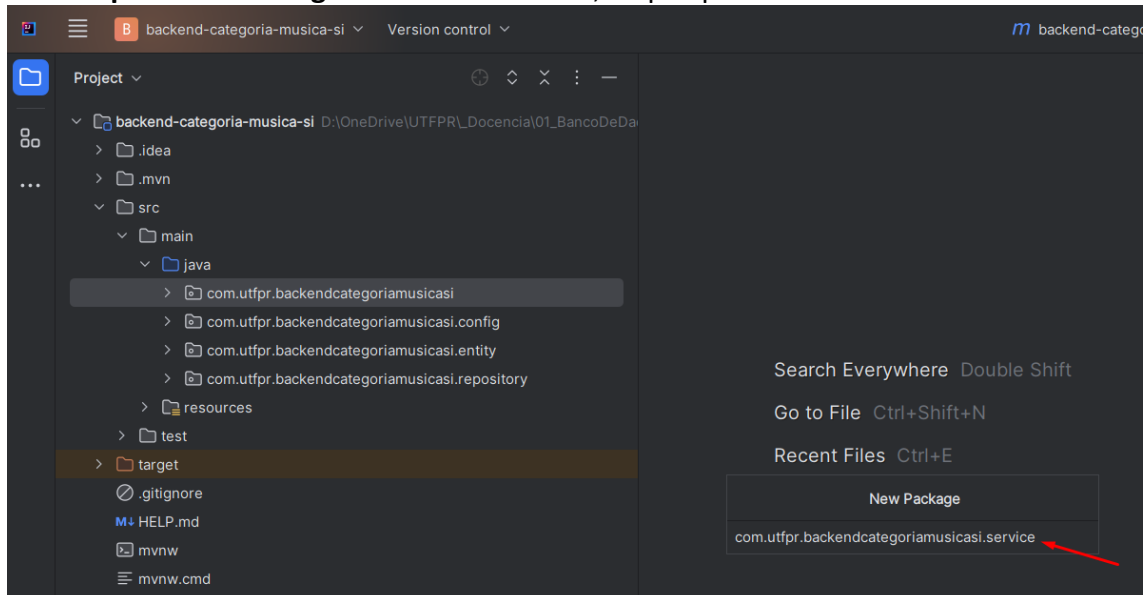 B backend-categoria-musica-si Version control
m backend-catego
Project
backend-categoria-musica-si D:\OneDrive\UTFPR\_Docencia\01_BancoDeDa
.idea
.mvn
src
main
java
com.utfpr.backendcategoriamusicasi
com.utfpr.backendcategoriamusicasi.config
com.utfpr.backendcategoriamusicasi.entity
com.utfpr.backendcategoriamusicasi.repository
resources
test
target
.gitignore
M↓ HELP.md
mvnw
mvnw.cmd
Search Everywhere Double Shift
Go to File Ctrl+Shift+N
Recent Files Ctrl+E
New Package
com.utfpr.backendcategoriamusicasi.service